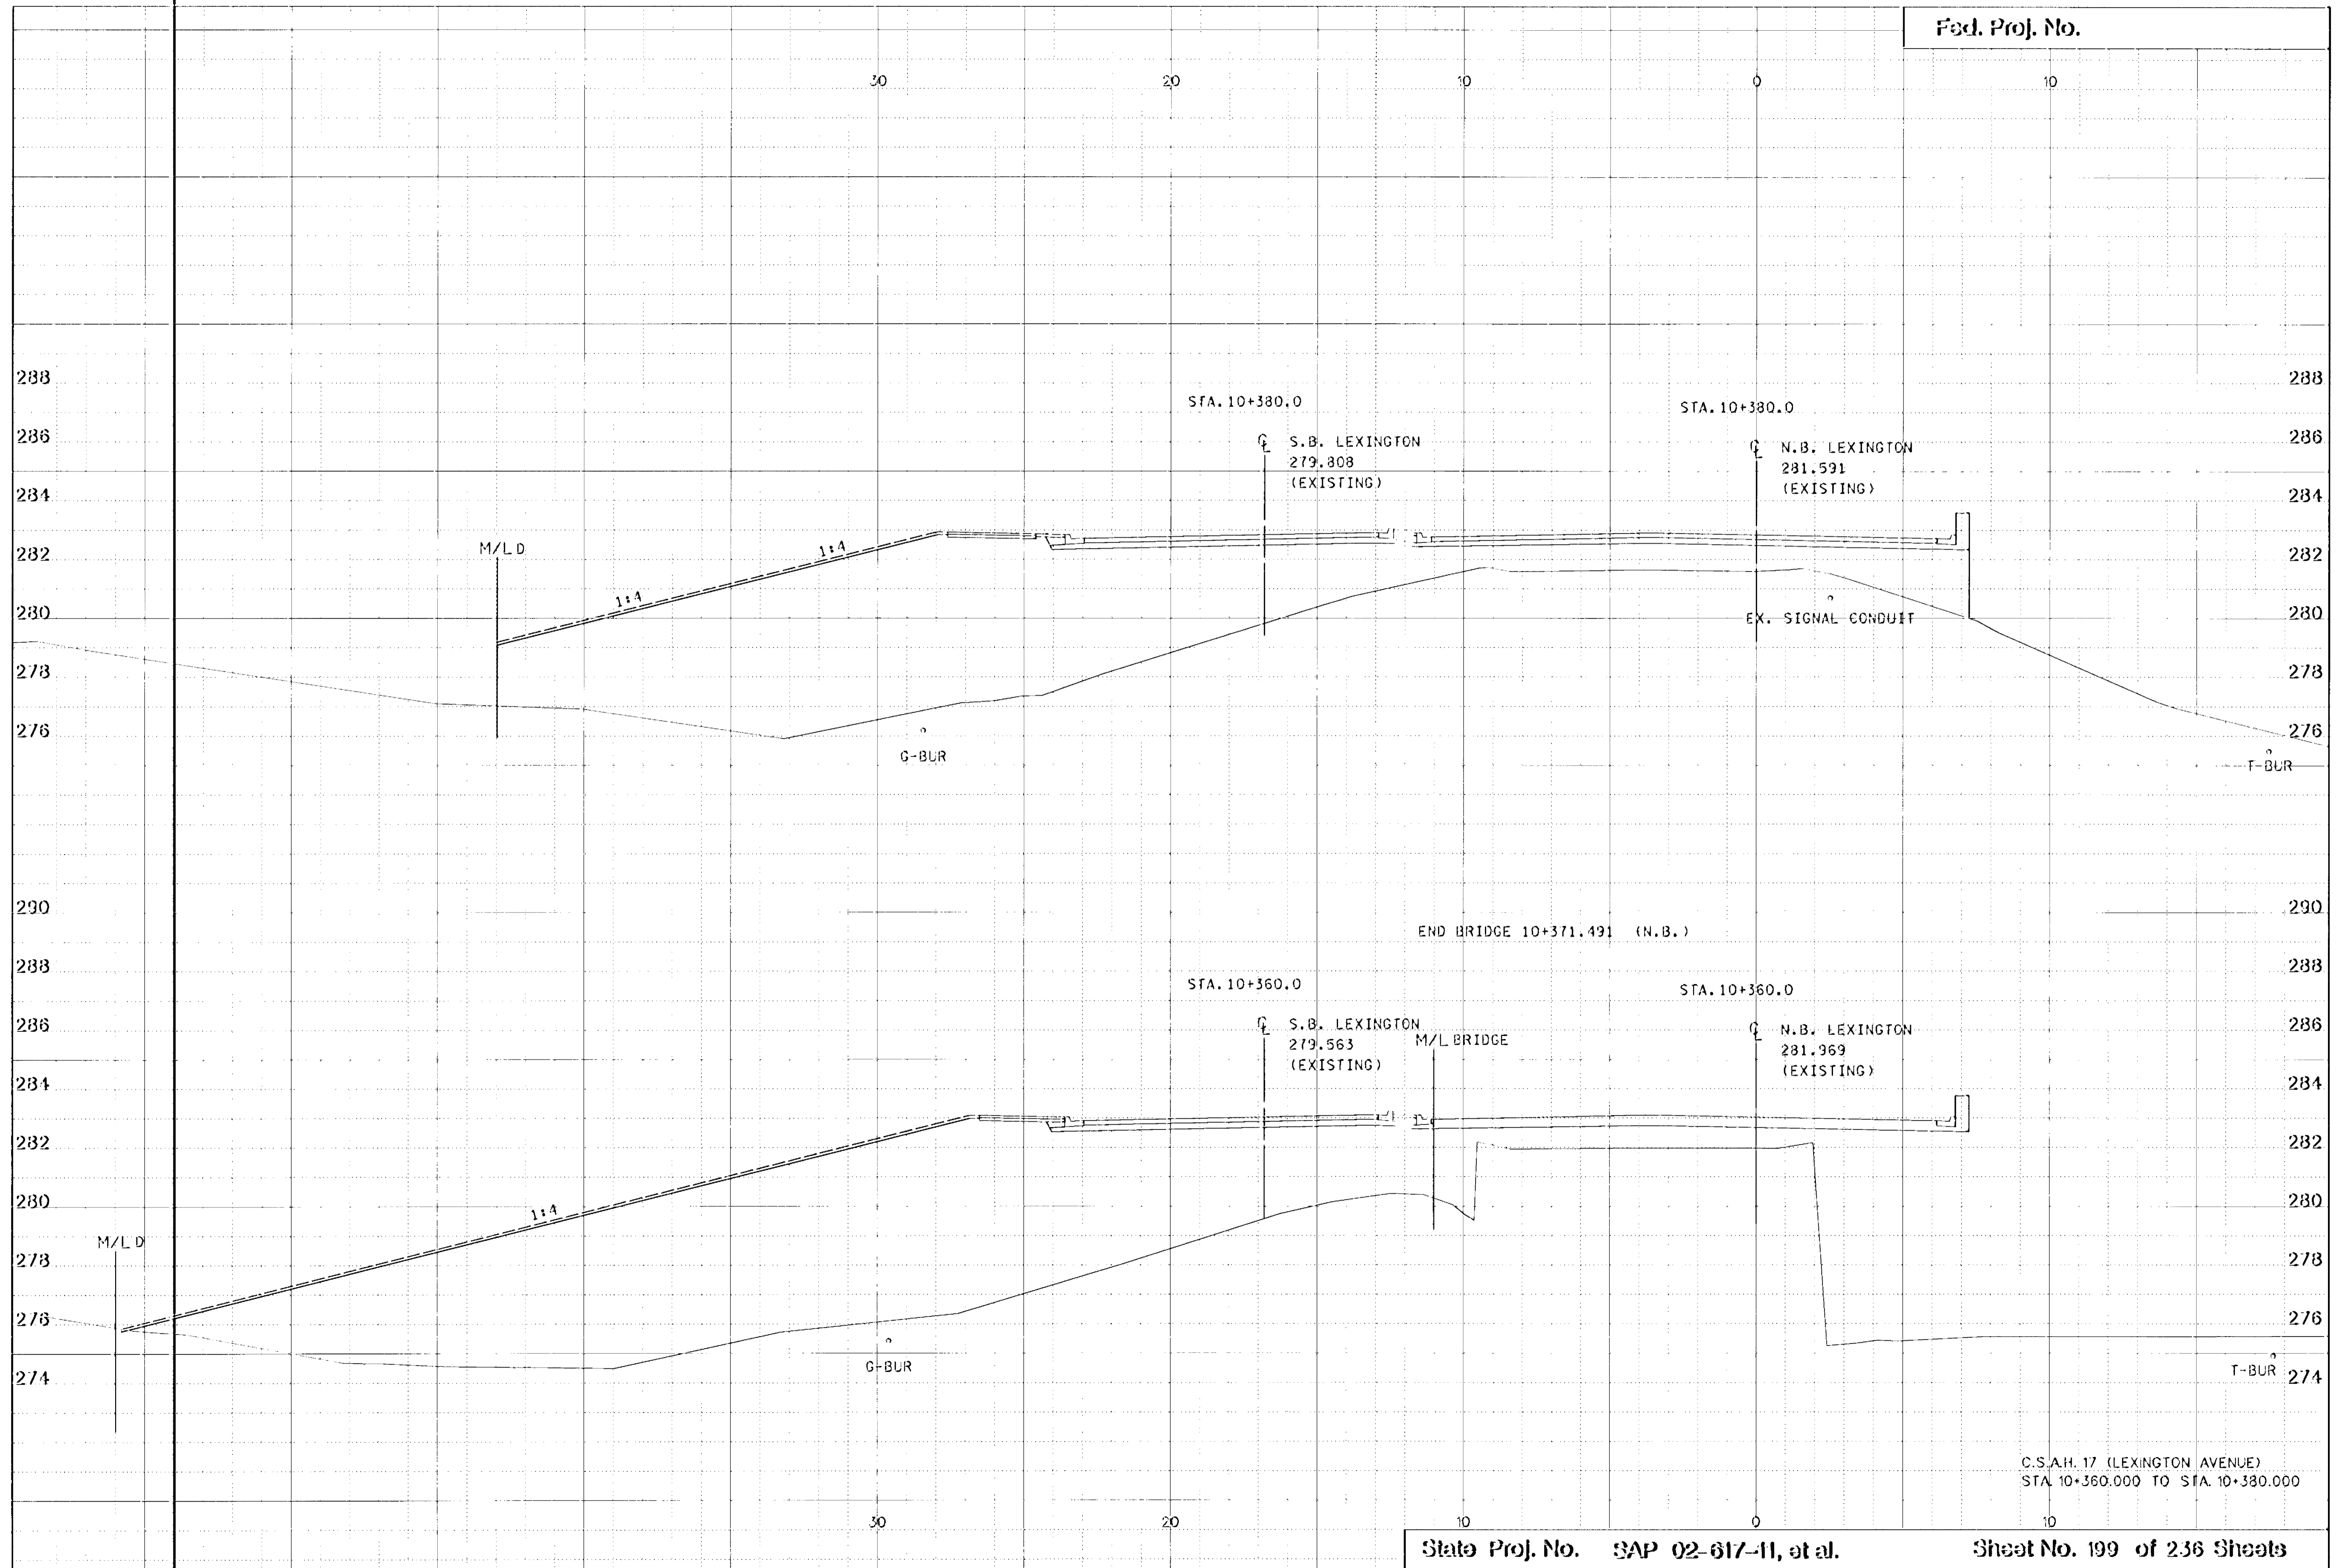 Fed. Proj. No.
30 20 10 0 10
288 288
STA. 10+380.0 STA. 10+380.0
286 286
℄ S.B. LEXINGTON
279.808
(EXISTING)
℄ N.B. LEXINGTON
281.591
(EXISTING)
284 284
M/L D
1:4
282 282
1:4
280 280
EX. SIGNAL CONDUIT
278 278
276 276
G-BUR
T-BUR
290 290
END BRIDGE 10+371.491 (N.B.)
288 288
STA. 10+360.0 STA. 10+360.0
286 286
℄ S.B. LEXINGTON
279.563
(EXISTING)
M/L BRIDGE
℄ N.B. LEXINGTON
281.969
(EXISTING)
284 284
282 282
280 280
1:4
M/L D
278 278
276 276
G-BUR
T-BUR
274 274
C.S.A.H. 17 (LEXINGTON AVENUE)
STA. 10+360.000 TO STA. 10+380.000
30 20 10 0 10
State Proj. No. SAP 02-617-11, et al. Sheet No. 199 of 236 Sheets